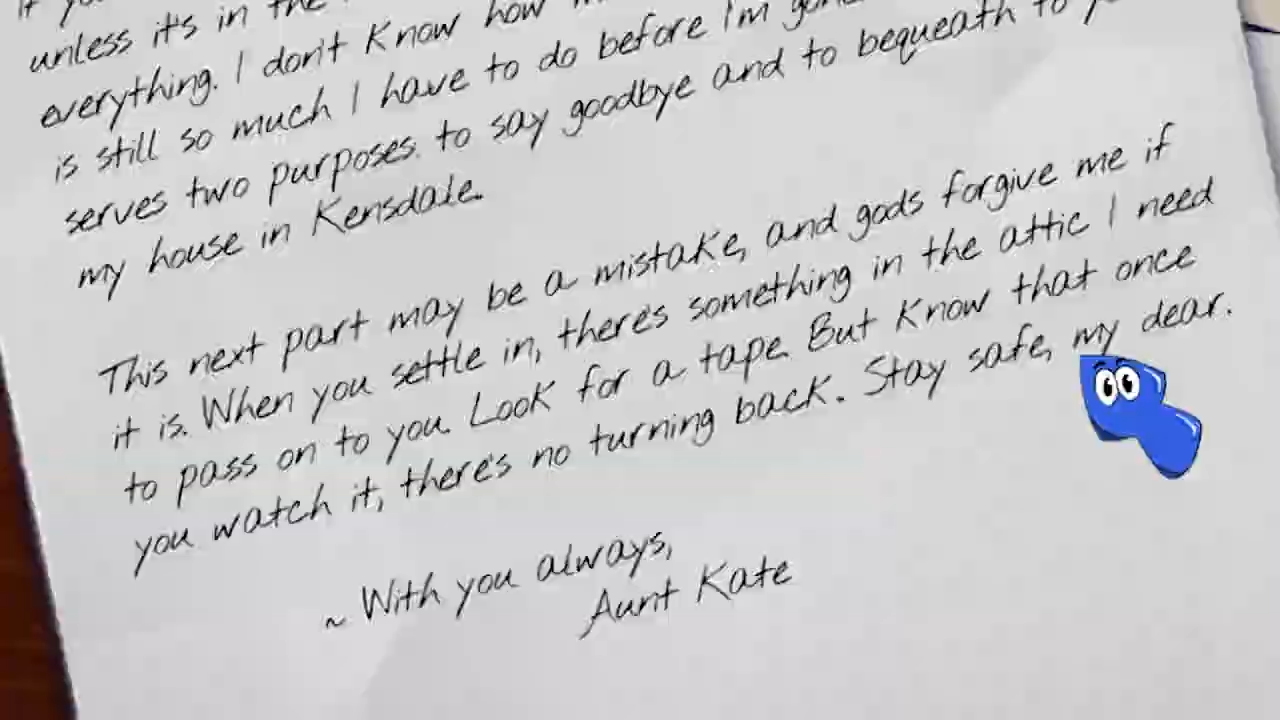 unless it's in the
everything. I don't know how
is still so much I have to do before I'm gone
serves two purposes. to say goodbye and to bequeath to
my house in Kensdale.
This next part may be a mistake, and gods forgive me if
it is. When you settle in, there's something in the attic I need
to pass on to you. Look for a tape. But know that once
you watch it, there's no turning back. Stay safe, my dear.
~ With you always,
Aunt Kate